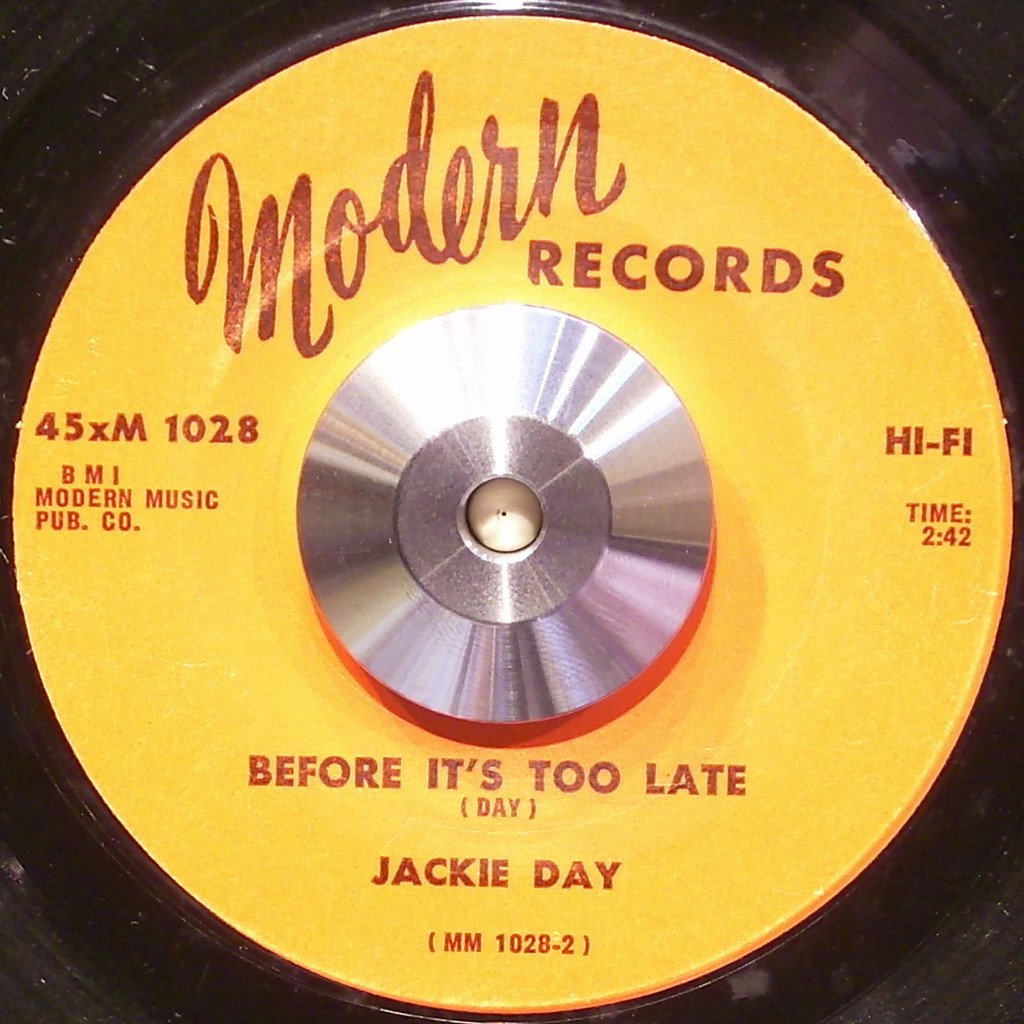 Modern
RECORDS
45xM 1028
BMI
MODERN MUSIC
PUB. CO.
HI-FI
TIME:
2:42
BEFORE IT'S TOO LATE
(DAY)
JACKIE DAY
(MM 1028-2)